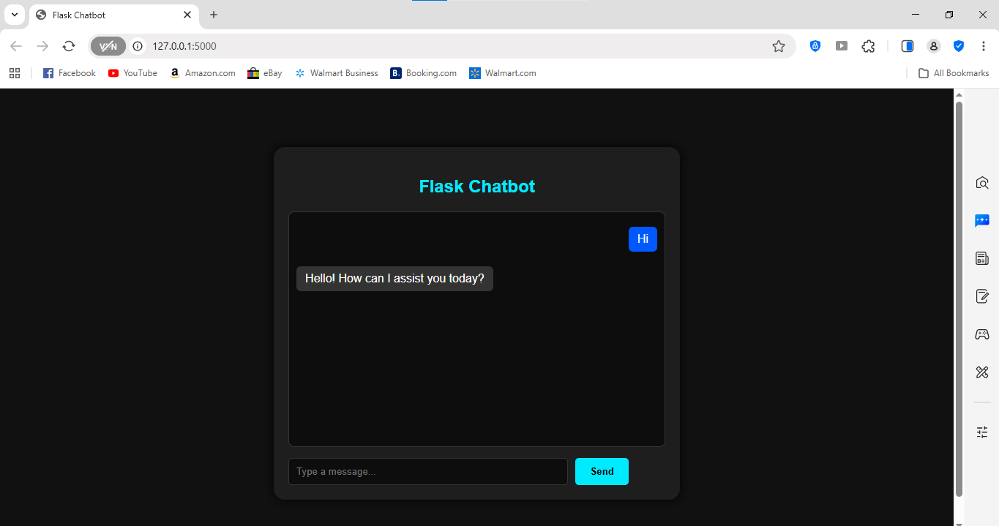 Flask Chatbot
VPN
127.0.0.1:5000
Facebook YouTube Amazon.com eBay Walmart Business Booking.com Walmart.com All Bookmarks
Flask Chatbot
Hi
Hello! How can I assist you today?
Type a message... Send